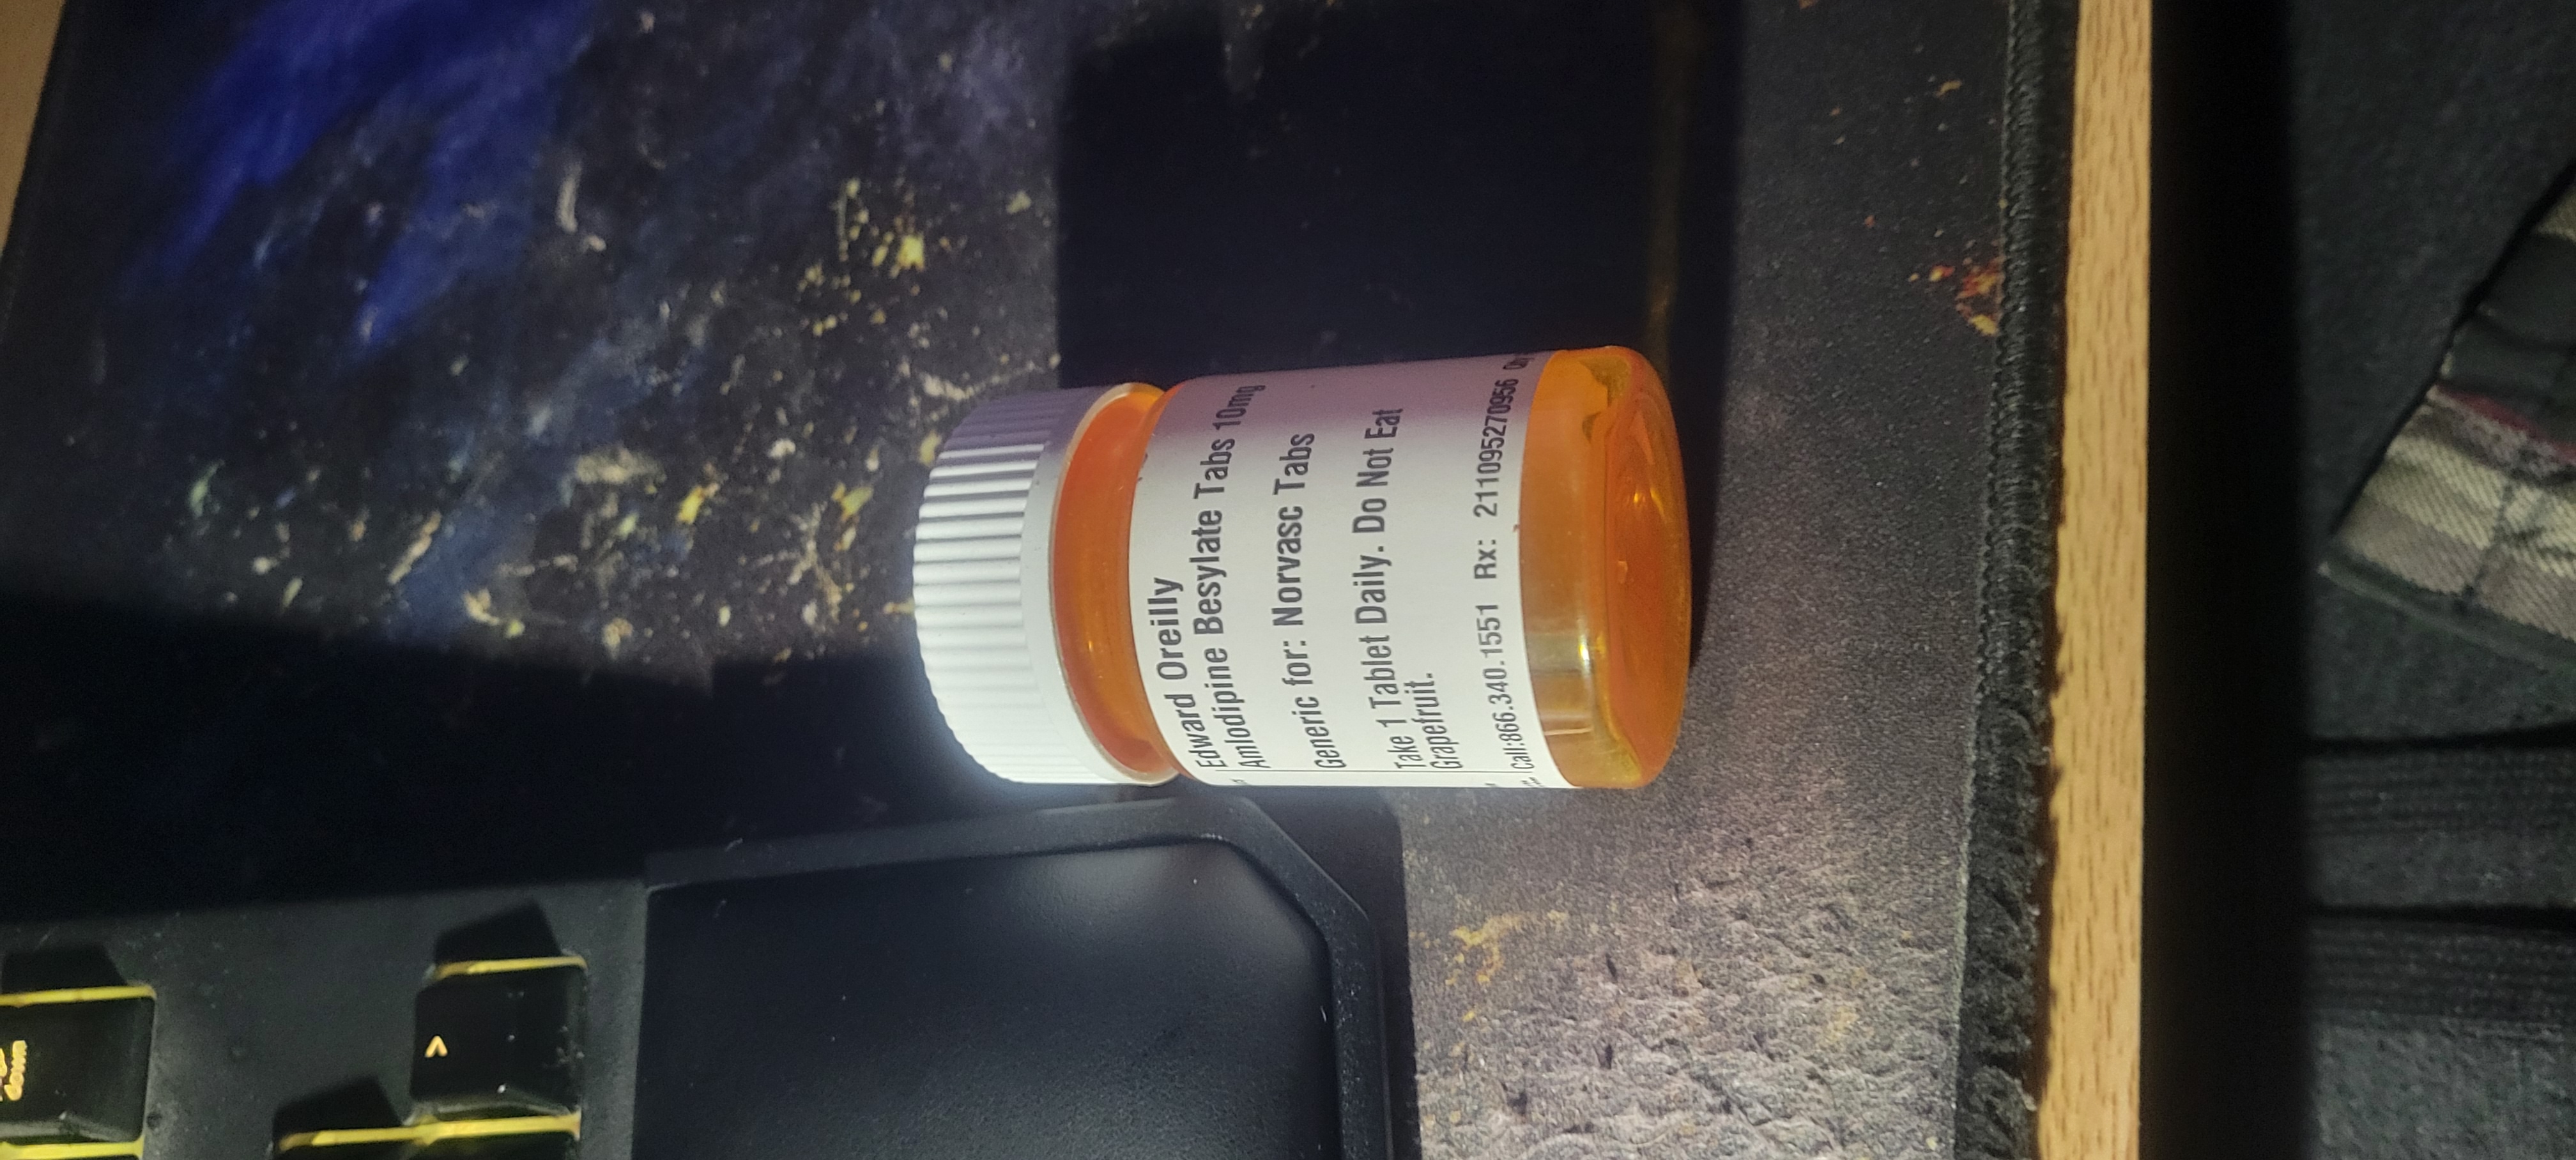 down
>
Edward Oreilly
Amlodipine Besylate Tabs 10mg
Generic for: Norvasc Tabs
Take 1 Tablet Daily. Do Not Eat
Grapefruit.
Call:866.340.1551 Rx: 211095270956